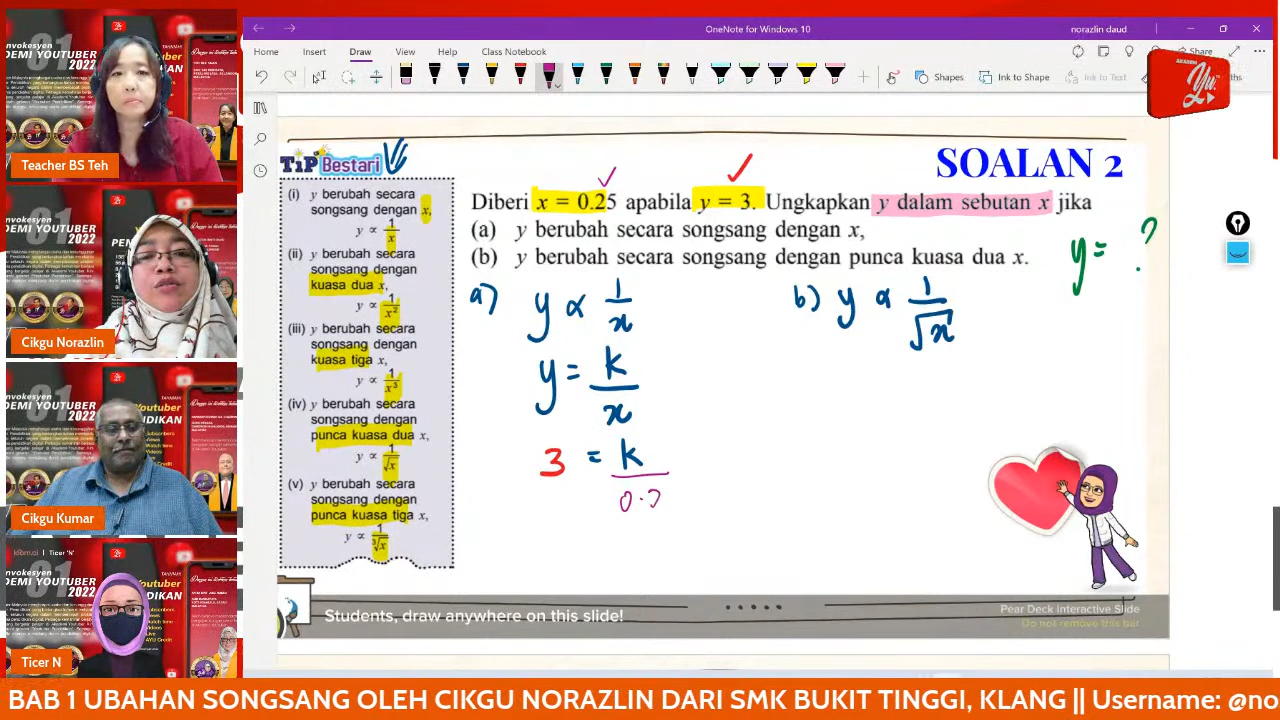 OneNote for Windows 10
norazlin daud
Home Insert Draw View Help Class Notebook
Share
Shapes Ink to Shape Ink to Text
AKADEMI
Yu
TiP Bestari
(i) y berubah secara
songsang dengan x,
y ∝ 1/x
(ii) y berubah secara
songsang dengan
kuasa dua x,
y ∝ 1/x²
(iii) y berubah secara
songsang dengan
kuasa tiga x,
y ∝ 1/x³
(iv) y berubah secara
songsang dengan
punca kuasa dua x,
y ∝ 1/√x
(v) y berubah secara
songsang dengan
punca kuasa tiga x,
y ∝ 1/∛x
SOALAN 2
Diberi x = 0.25 apabila y = 3. Ungkapkan y dalam sebutan x jika
(a) y berubah secara songsang dengan x,
(b) y berubah secara songsang dengan punca kuasa dua x.
y = ?
a) y ∝ 1/x
y = k/x
3 = k/0.2
b) y ∝ 1/√x
Students, draw anywhere on this slide!
Pear Deck Interactive Slide
Do not remove this bar
Teacher BS Teh
Cikgu Norazlin
Cikgu Kumar
Ticer 'N'
Ticer N
BAB 1 UBAHAN SONGSANG OLEH CIKGU NORAZLIN DARI SMK BUKIT TINGGI, KLANG || Username: @no